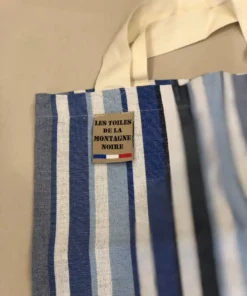 LES TOILES
DE LA
MONTAGNE
NOIRE